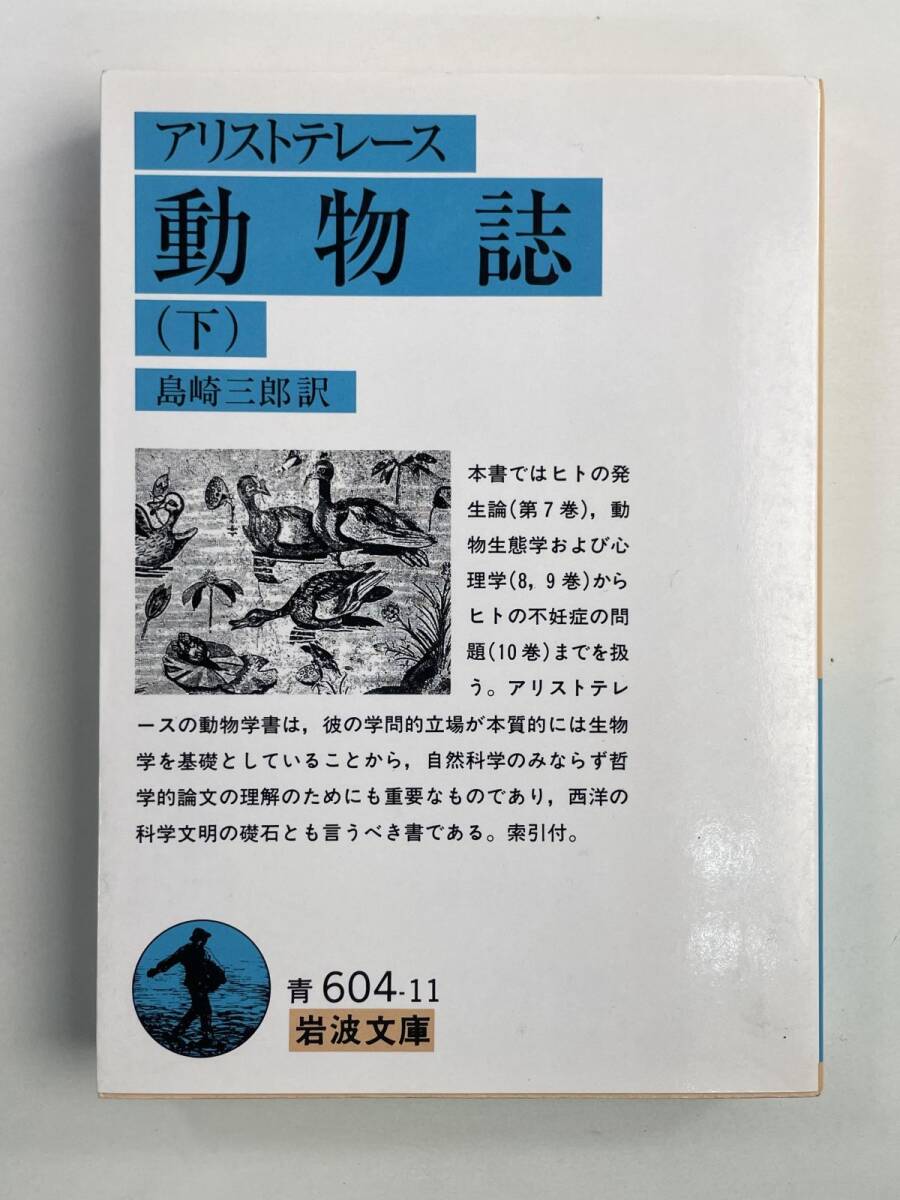 アリストテレース
動物誌
（下）
島崎三郎訳
本書ではヒトの発
生論(第7巻)，動
物生態学および心
理学(8，9巻)から
ヒトの不妊症の問
題(10巻)までを扱
う。アリストテレ
ースの動物学書は，彼の学問的立場が本質的には生物
学を基礎としていることから，自然科学のみならず哲
学的論文の理解のためにも重要なものであり，西洋の
科学文明の礎石とも言うべき書である。索引付。
青604-11
岩波文庫